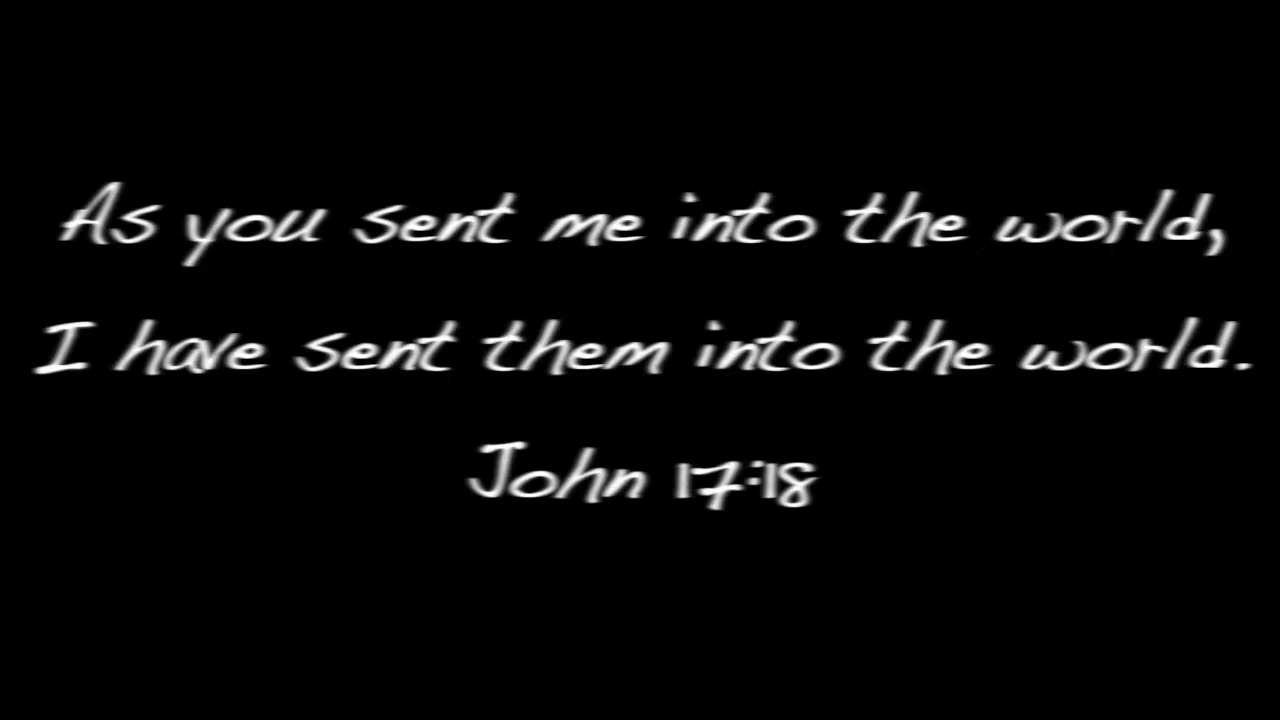 As you sent me into the world,
I have sent them into the world.
John 17:18